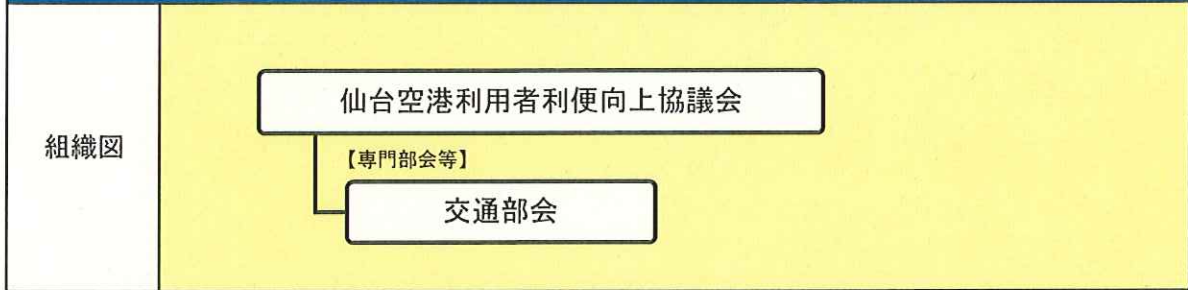 組織図
仙台空港利用者利便向上協議会
【専門部会等】
交通部会